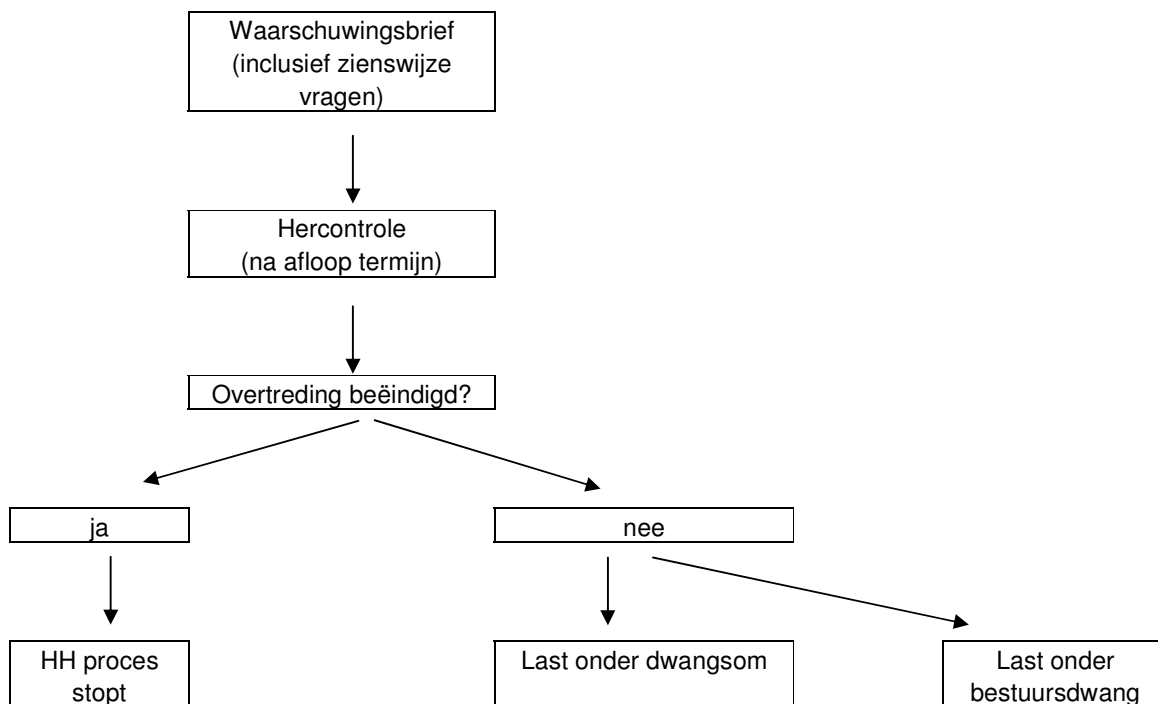 Waarschuwingsbrief
(inclusief zienswijze
vragen)
Hercontrole
(na afloop termijn)
Overtreding beëindigd?
ja
nee
HH proces
stopt
Last onder dwangsom
Last onder
bestuursdwang